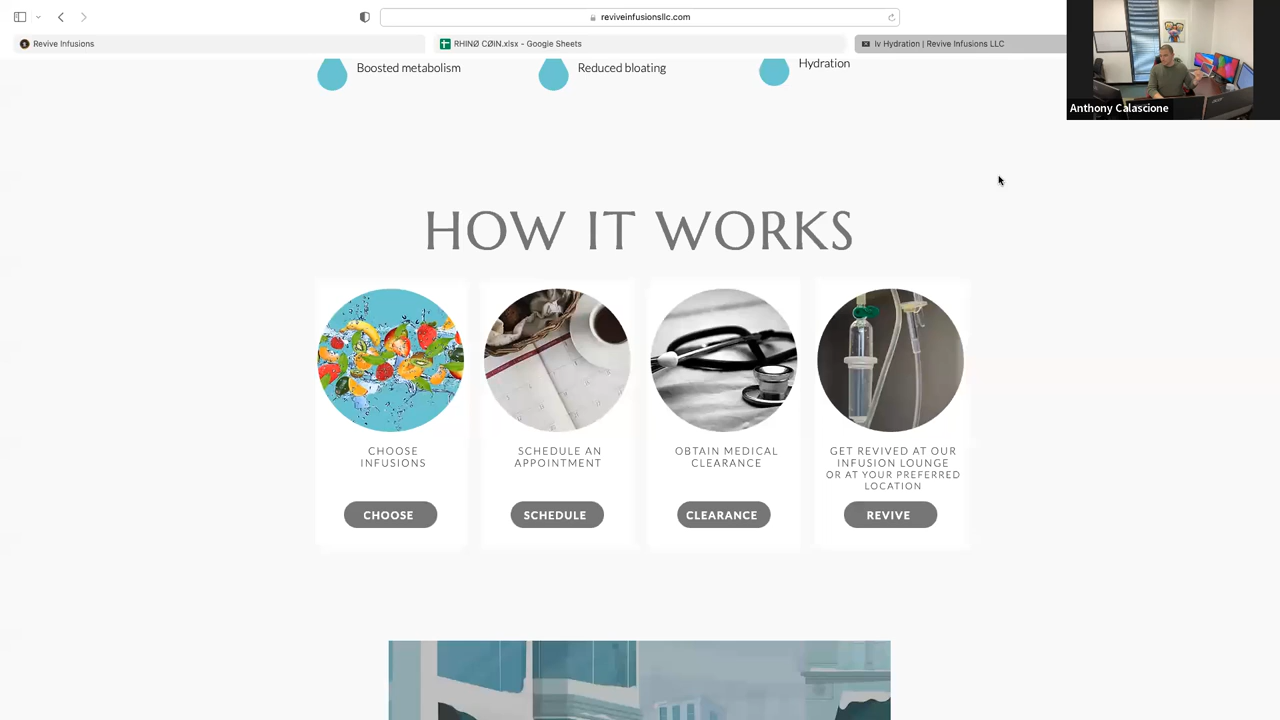 reviveinfusionsllc.com
Revive Infusions
RHINØ CØIN.xlsx - Google Sheets
Iv Hydration | Revive Infusions LLC
Anthony Calascione
Boosted metabolism
Reduced bloating
Hydration
HOW IT WORKS
CHOOSE
INFUSIONS
CHOOSE
SCHEDULE AN
APPOINTMENT
SCHEDULE
OBTAIN MEDICAL
CLEARANCE
CLEARANCE
GET REVIVED AT OUR
INFUSION LOUNGE
OR AT YOUR PREFERRED
LOCATION
REVIVE